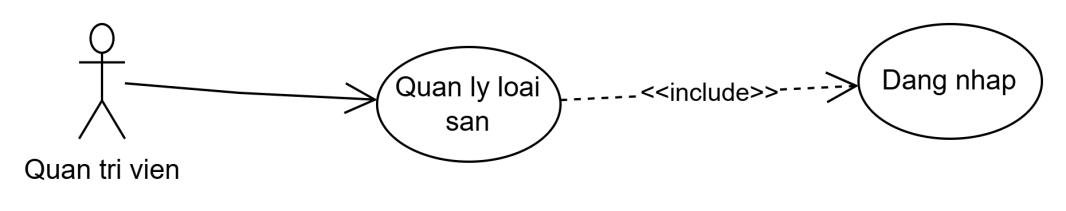 Quan ly loai
san
<<include>>
Dang nhap
Quan tri vien